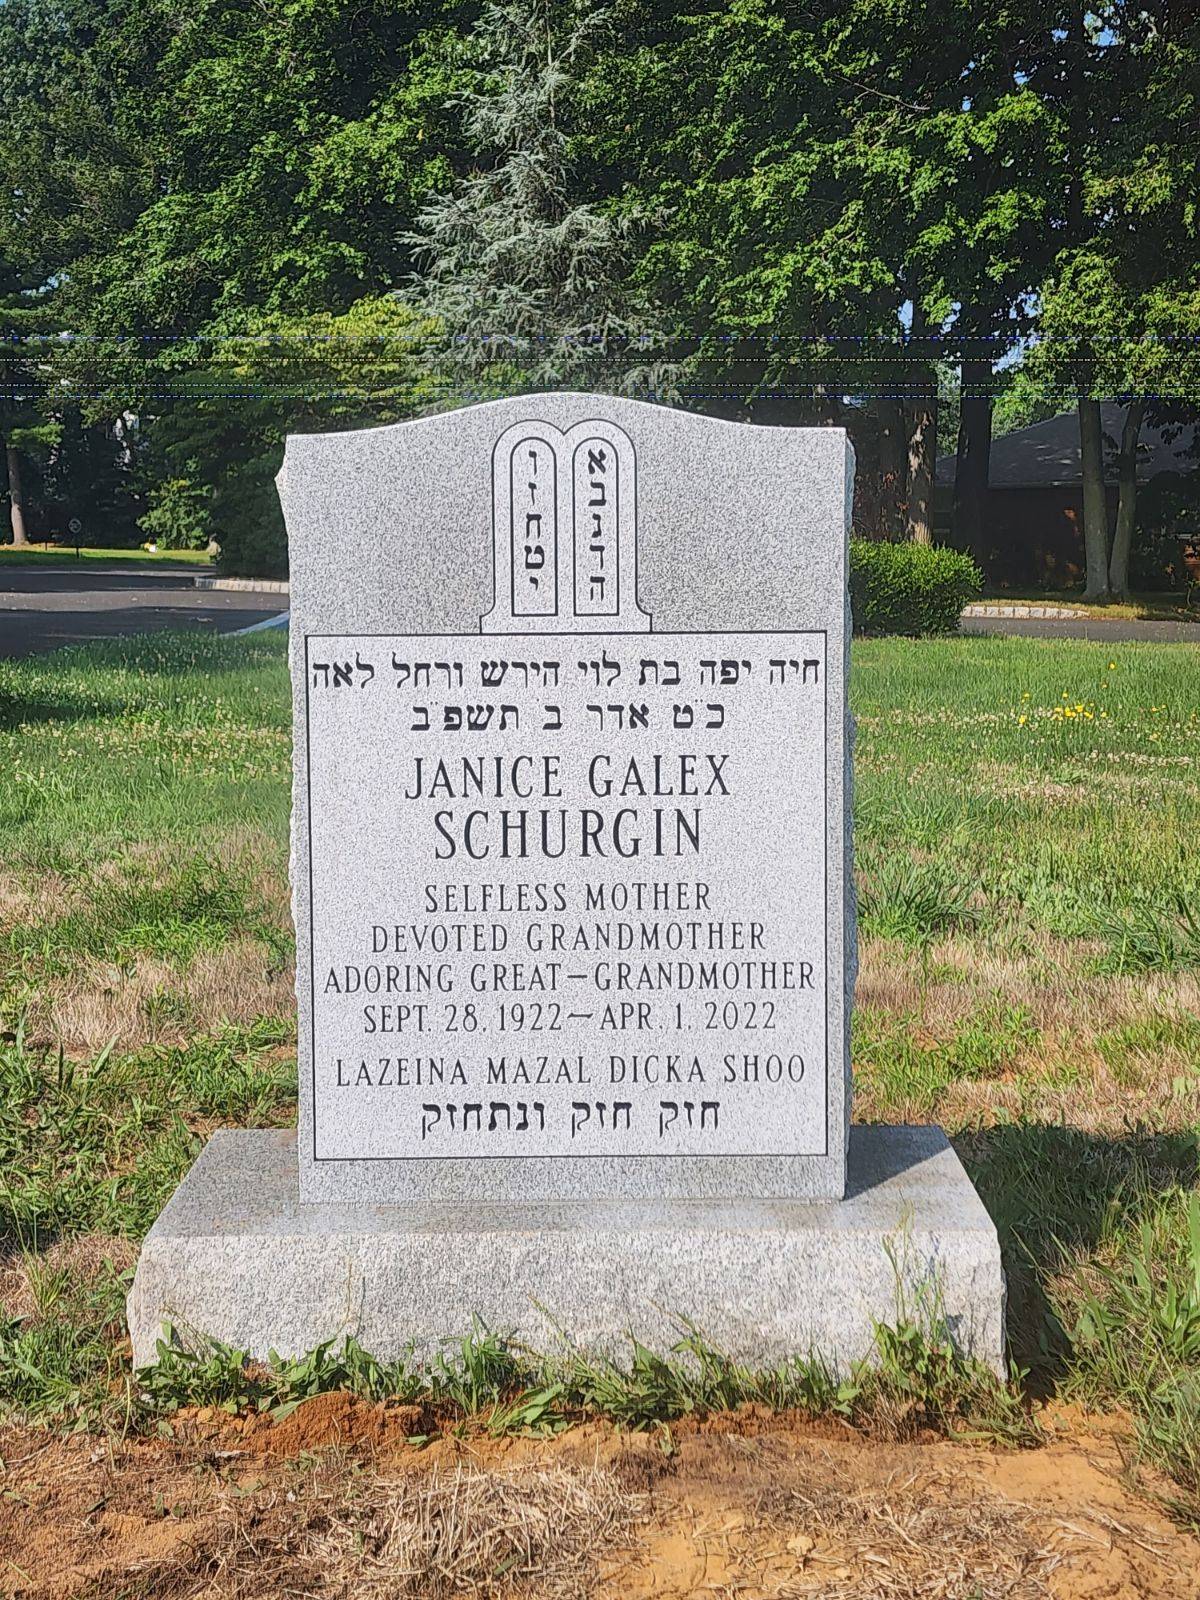 א
ב
ג
ד
ה
ו
ז
ח
ט
י
חיה יפה בת לוי הירש ורחל לאה
כ"ט אדר ב' תשפ"ב
JANICE GALEX
SCHURGIN
SELFLESS MOTHER
DEVOTED GRANDMOTHER
ADORING GREAT-GRANDMOTHER
SEPT. 28, 1922~APR. 1, 2022
LAZEINA MAZAL DICKA SHOO
חזק חזק ונתחזק